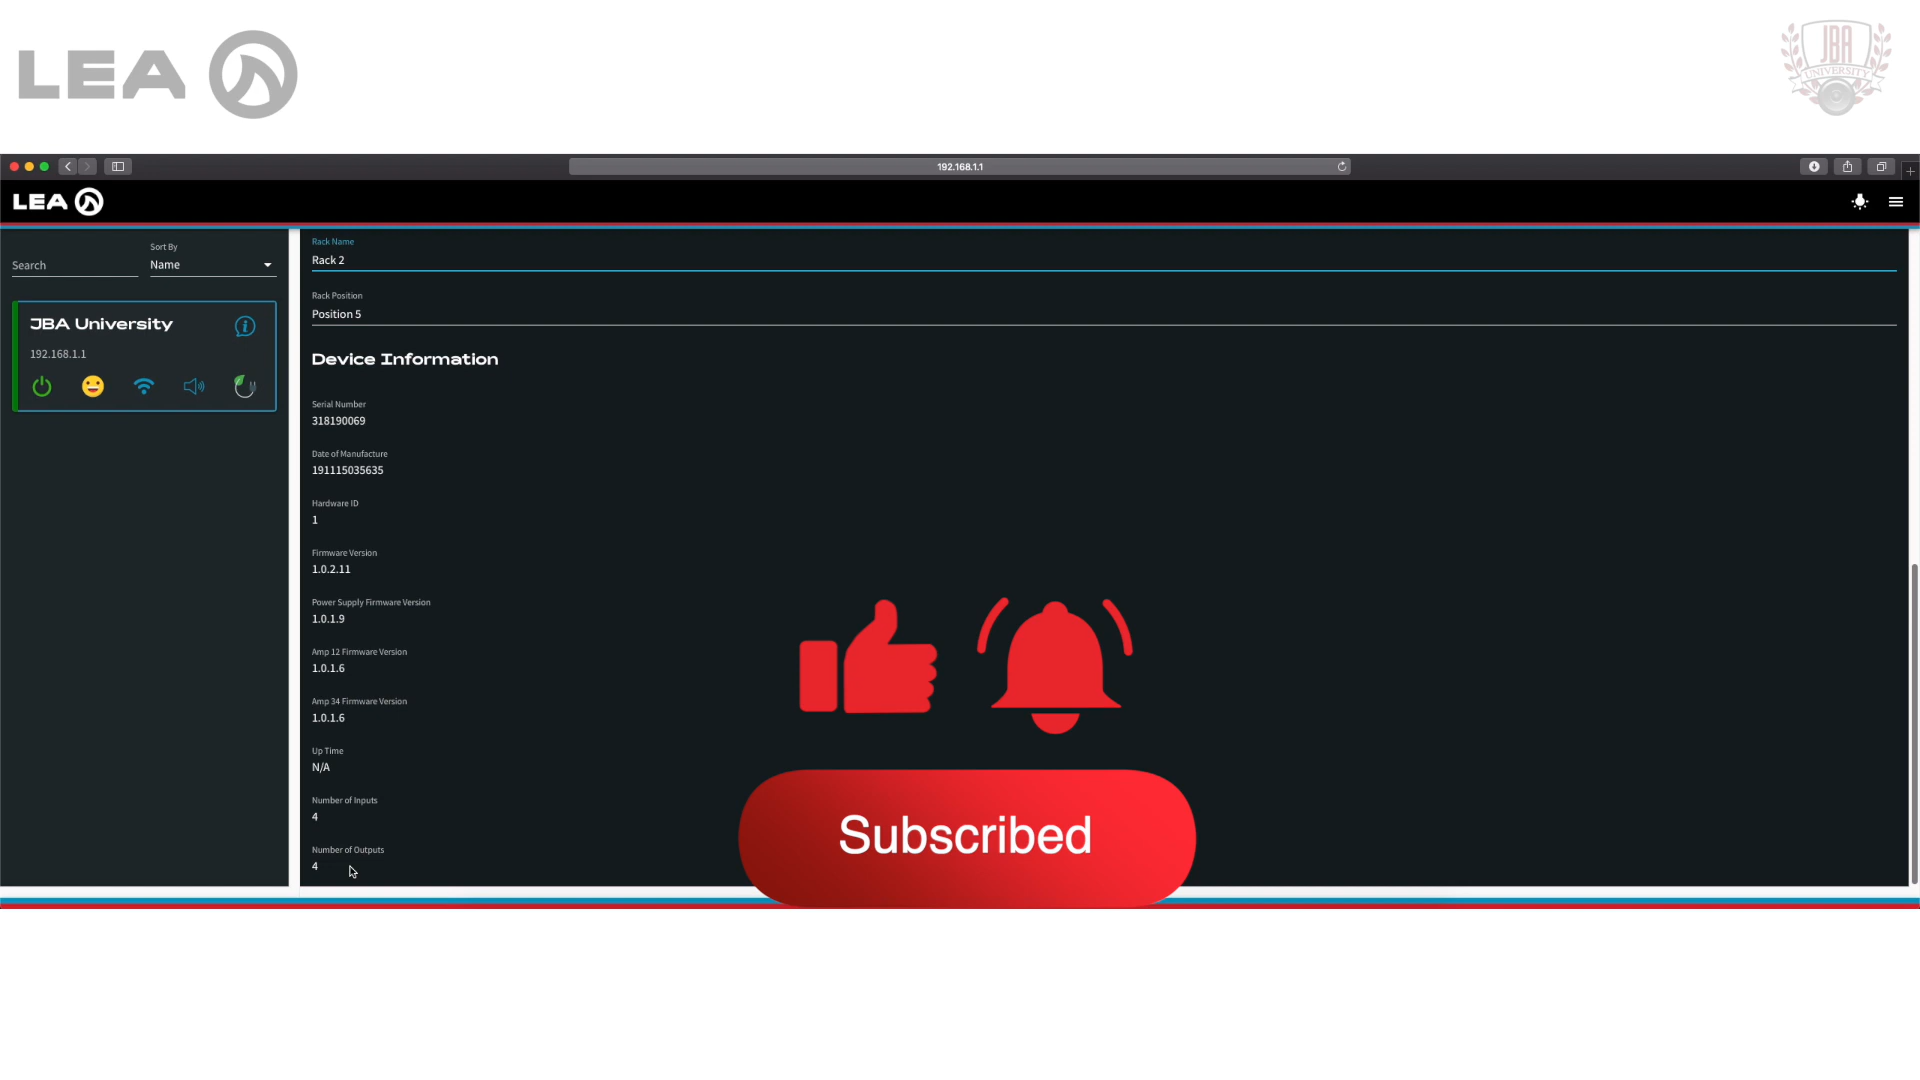 LEA
JBA
UNIVERSITY
192.168.1.1
LEA
Search
Sort By
Name
JBA University
192.168.1.1
Rack Name
Rack 2
Rack Position
Position 5
Device Information
Serial Number
318190069
Date of Manufacture
191115035635
Hardware ID
1
Firmware Version
1.0.2.11
Power Supply Firmware Version
1.0.1.9
Amp 12 Firmware Version
1.0.1.6
Amp 34 Firmware Version
1.0.1.6
Up Time
N/A
Number of Inputs
4
Number of Outputs
4
Subscribed